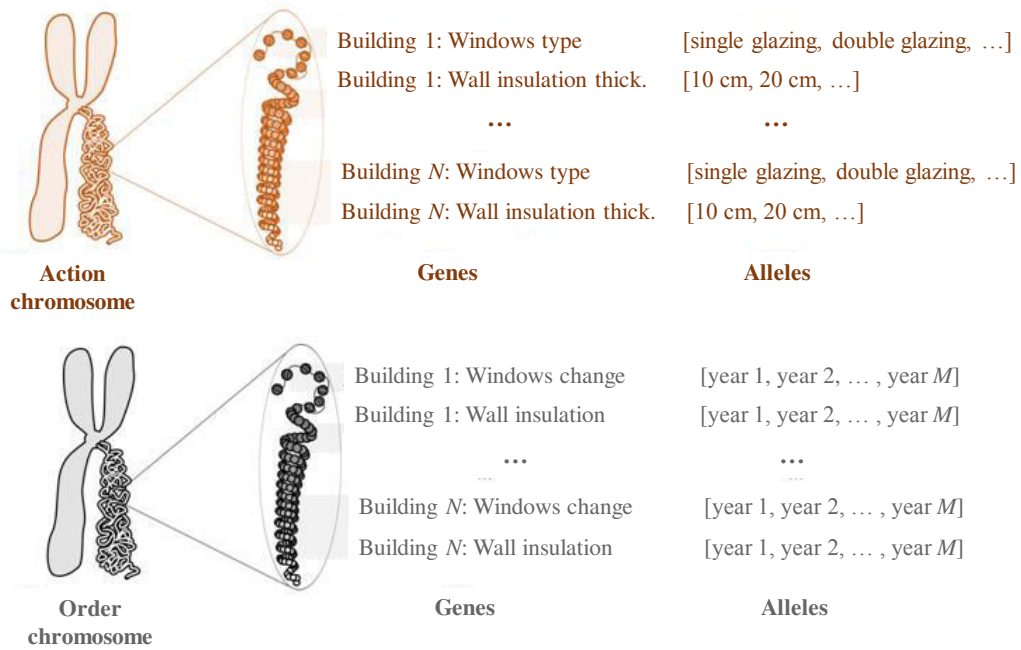 Building 1: Windows type [single glazing, double glazing, …]
Building 1: Wall insulation thick. [10 cm, 20 cm, …]
… …
Building N: Windows type [single glazing, double glazing, …]
Building N: Wall insulation thick. [10 cm, 20 cm, …]
Action Genes Alleles
chromosome
Building 1: Windows change [year 1, year 2, … , year M]
Building 1: Wall insulation [year 1, year 2, … , year M]
… …
Building N: Windows change [year 1, year 2, … , year M]
Building N: Wall insulation [year 1, year 2, … , year M]
Order Genes Alleles
chromosome